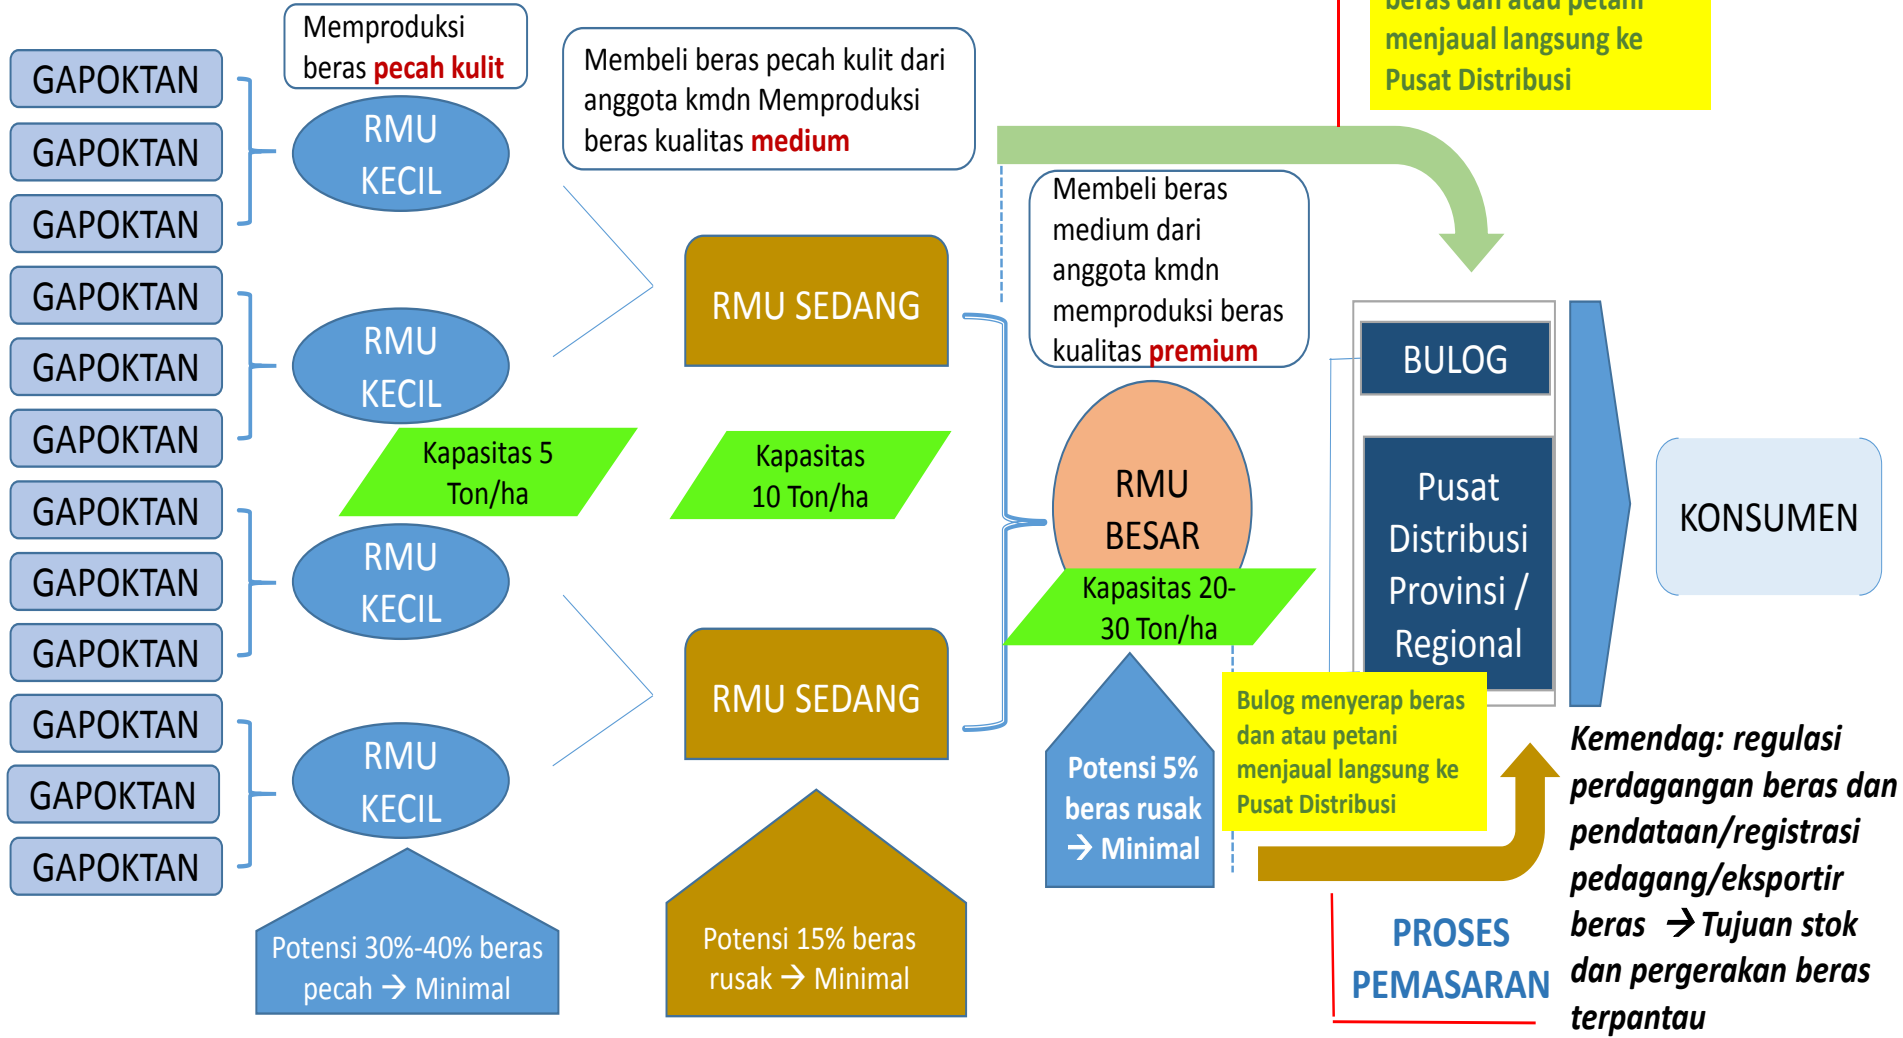 beras dan atau petani
menjaual langsung ke
Pusat Distribusi
Memproduksi
beras pecah kulit
Membeli beras pecah kulit dari
anggota kmdn Memproduksi
beras kualitas medium
GAPOKTAN
GAPOKTAN
GAPOKTAN
GAPOKTAN
GAPOKTAN
GAPOKTAN
GAPOKTAN
GAPOKTAN
GAPOKTAN
GAPOKTAN
GAPOKTAN
GAPOKTAN
RMU
KECIL
RMU
KECIL
RMU
KECIL
RMU
KECIL
Kapasitas 5
Ton/ha
Potensi 30%-40% beras
pecah → Minimal
RMU SEDANG
Kapasitas
10 Ton/ha
RMU SEDANG
Potensi 15% beras
rusak → Minimal
Membeli beras
medium dari
anggota kmdn
memproduksi beras
kualitas premium
RMU
BESAR
Kapasitas 20-
30 Ton/ha
Potensi 5%
beras rusak
→ Minimal
BULOG
Pusat
Distribusi
Provinsi /
Regional
Bulog menyerap beras
dan atau petani
menjaual langsung ke
Pusat Distribusi
PROSES
PEMASARAN
KONSUMEN
Kemendag: regulasi
perdagangan beras dan
pendataan/registrasi
pedagang/eksportir
beras → Tujuan stok
dan pergerakan beras
terpantau